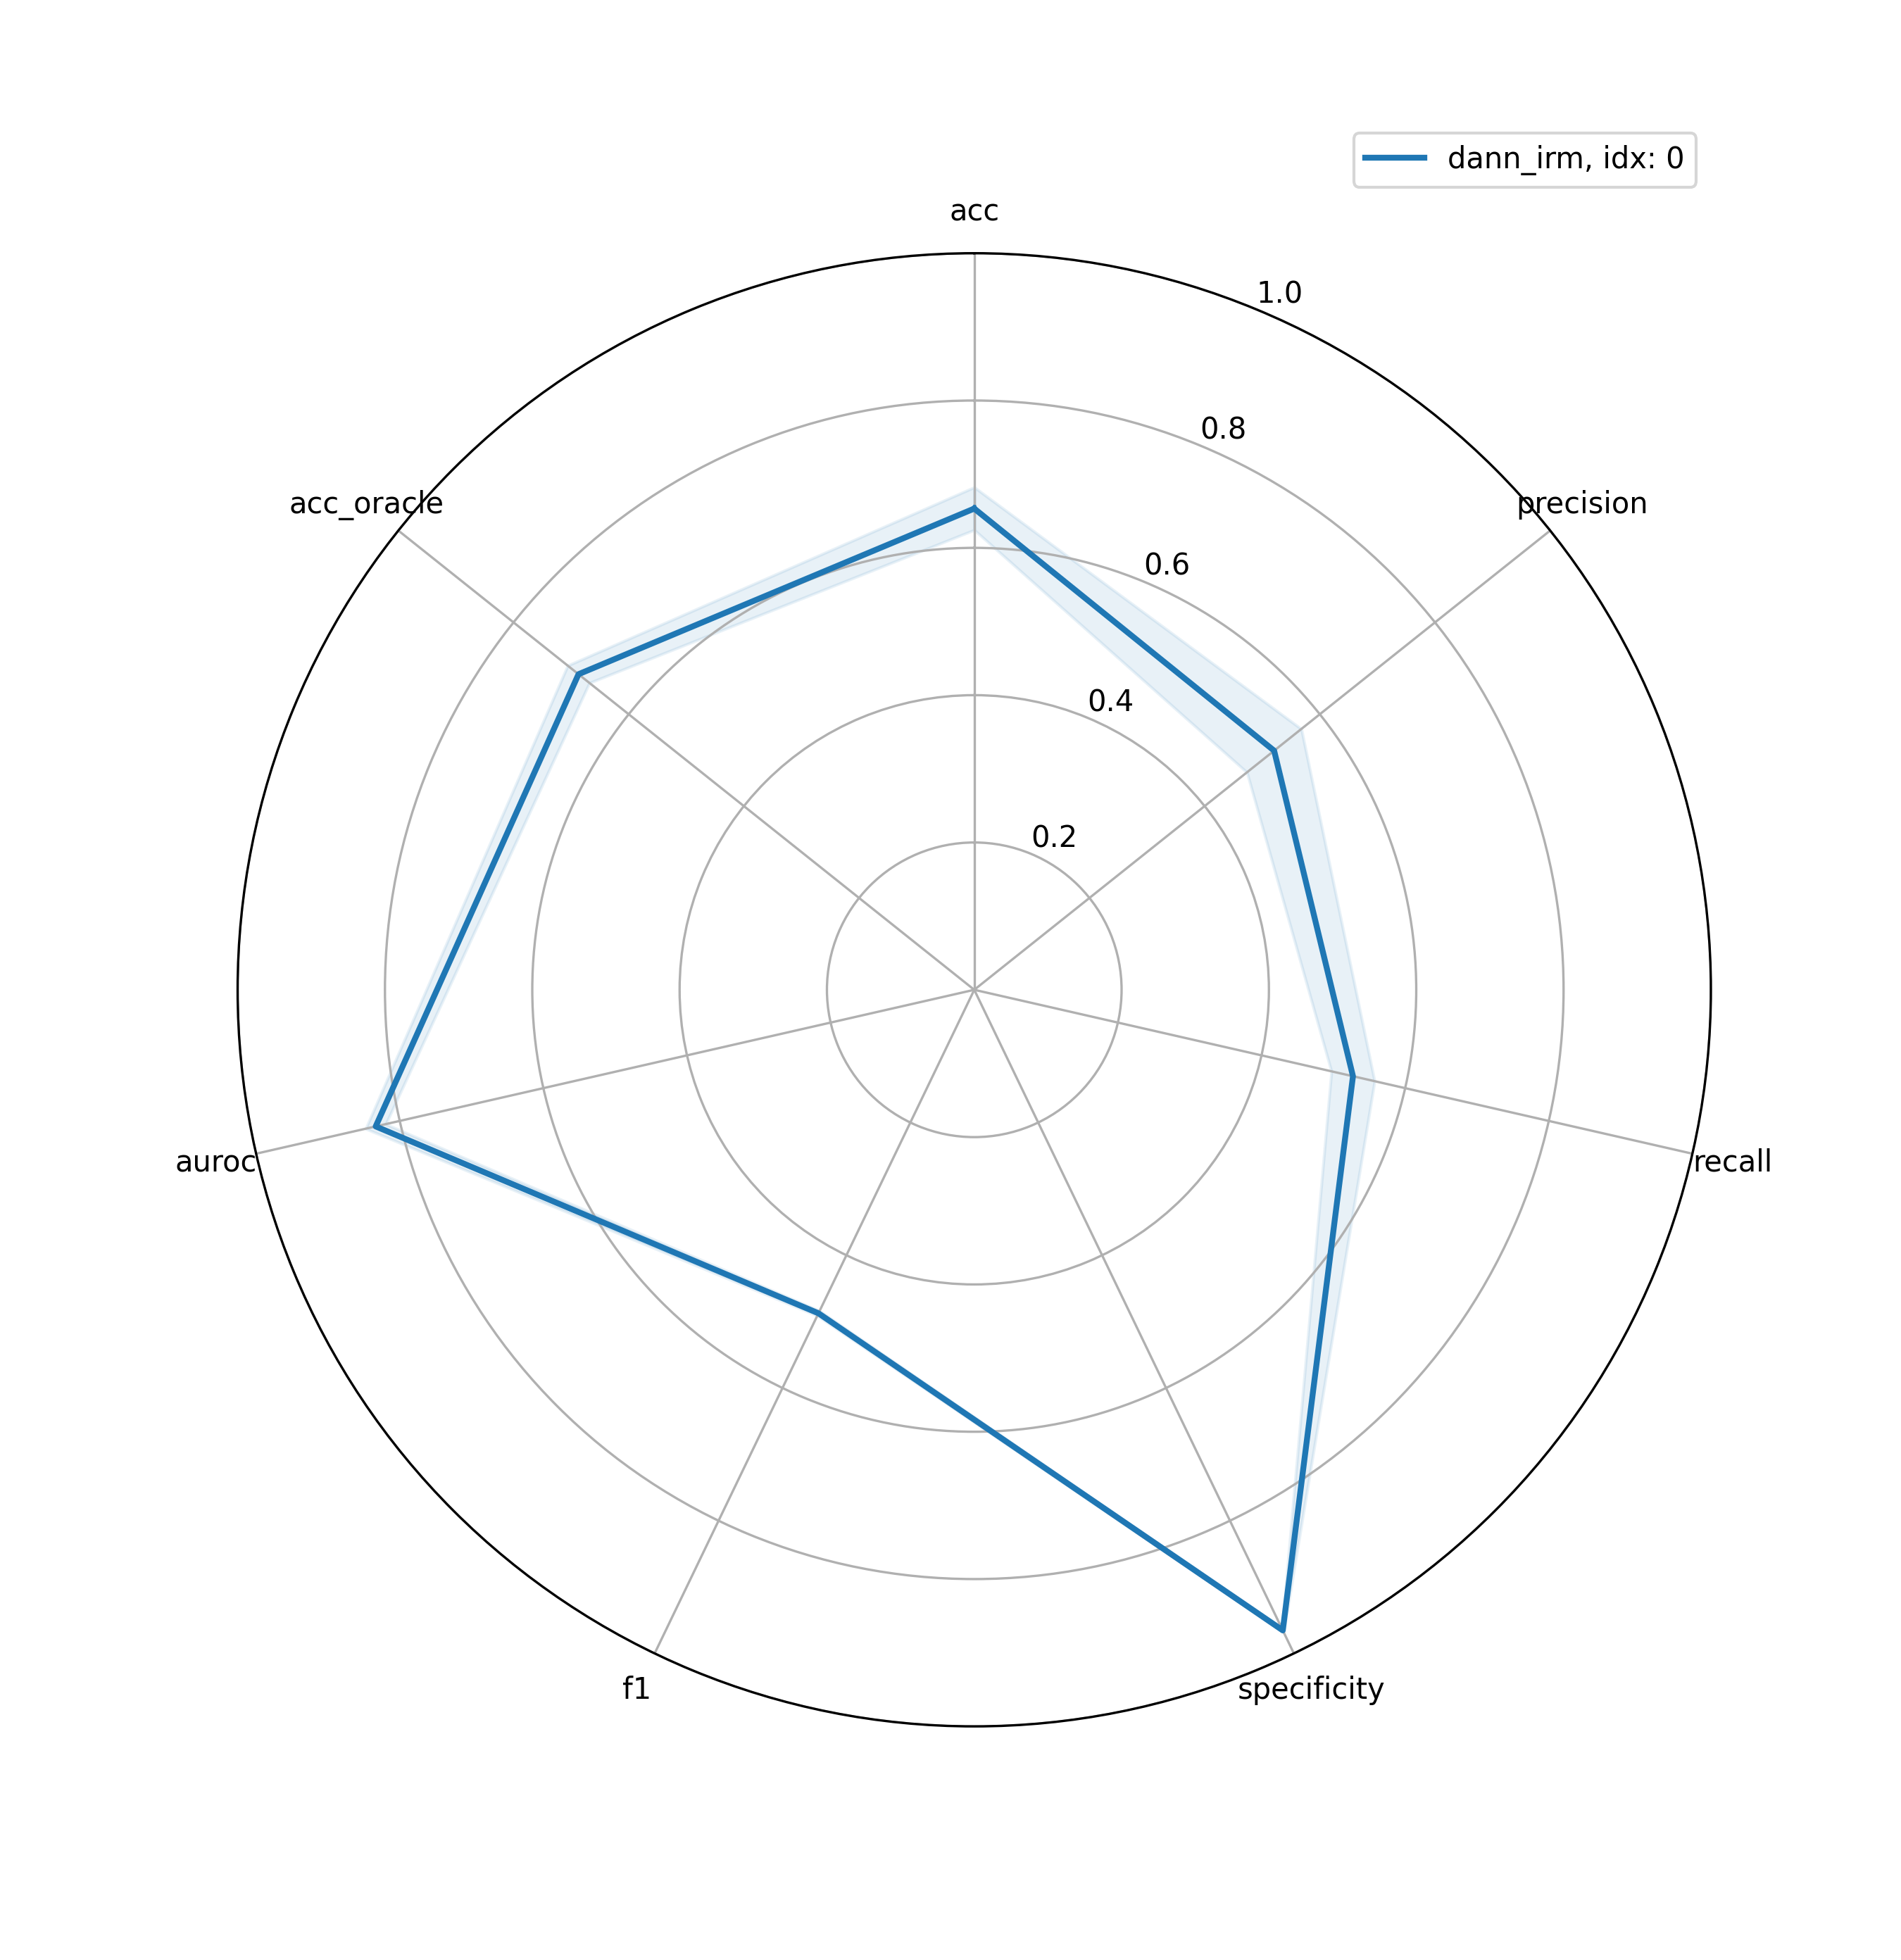 dann_irm, idx: 0
acc
1.0
0.8
acc_oracle
precision
0.6
0.4
0.2
auroc
recall
f1
specificity